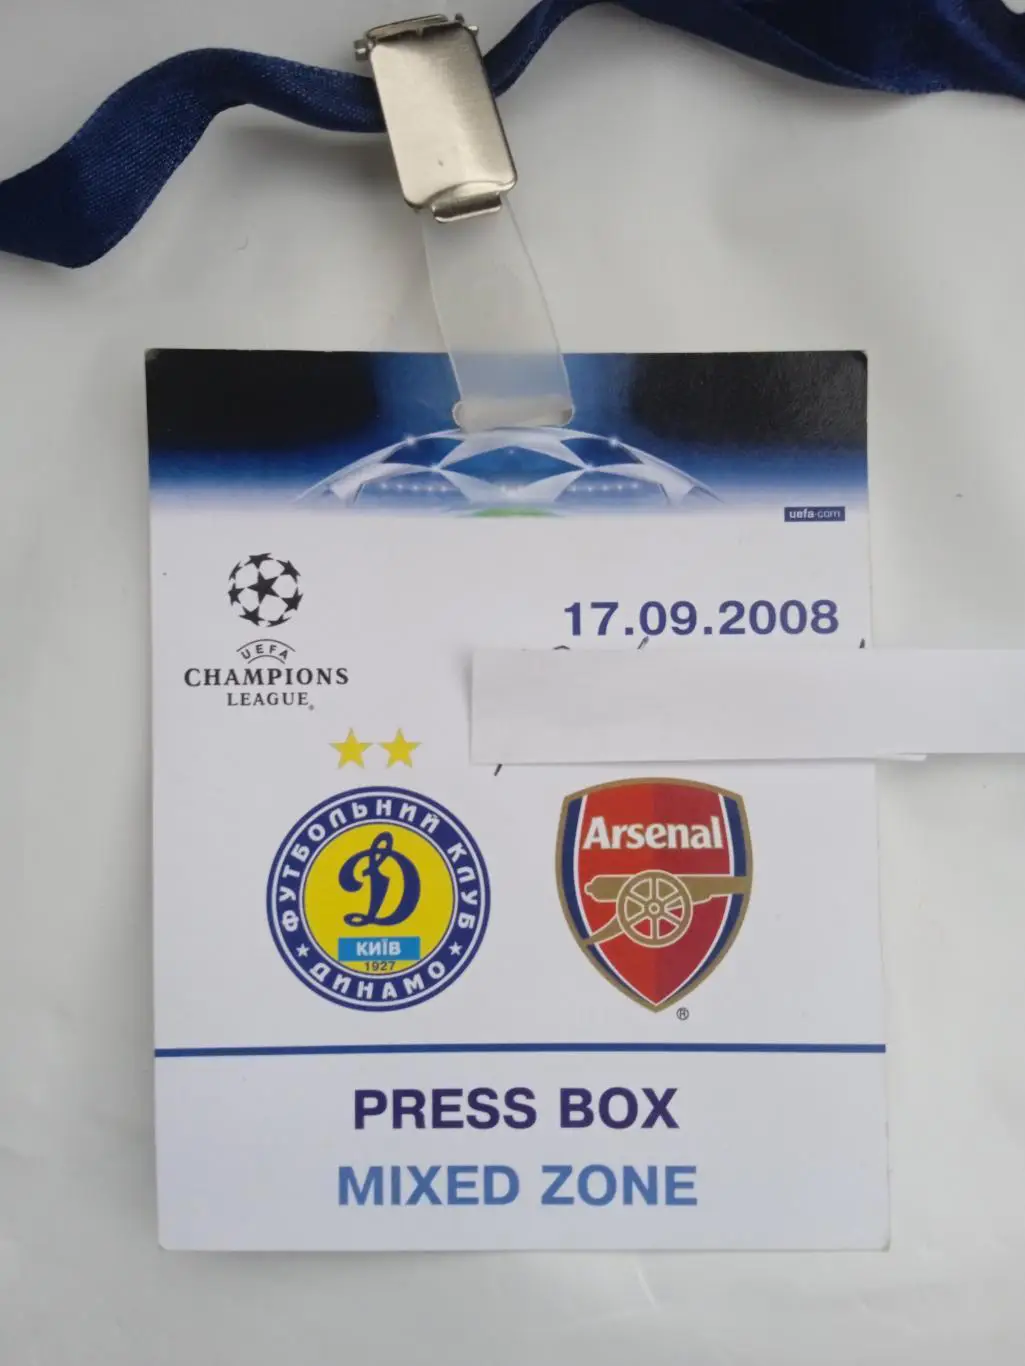 uefa.com
17.09.2008
UEFA
CHAMPIONS
LEAGUE®
ФУТБОЛЬНИЙ КЛУБ
ДИНАМО
Д
КИЇВ
1927
Arsenal
®
PRESS BOX
MIXED ZONE